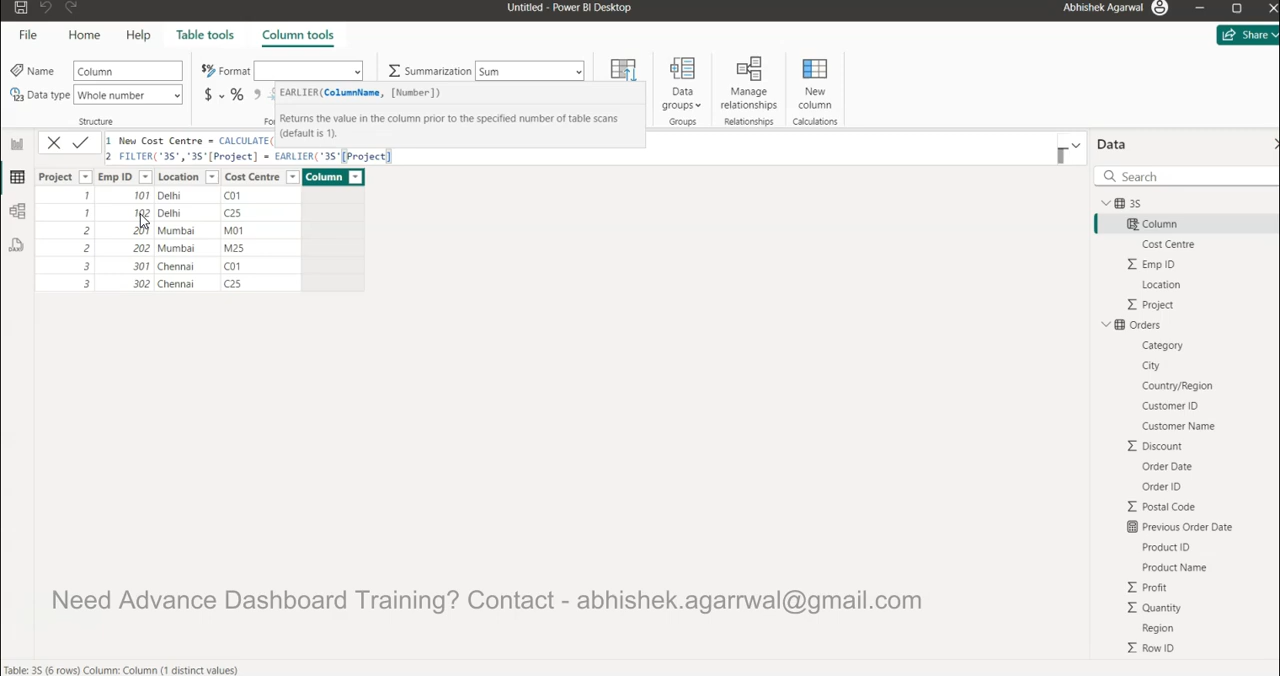 Untitled - Power BI Desktop
Abhishek Agarwal
File Home Help Table tools Column tools
Share
Name Column
Format
Summarization Sum
Data type Whole number
$ % 9
Data groups
Manage relationships
New column
Structure
Groups
Relationships
Calculations
EARLIER(ColumnName, [Number])
Returns the value in the column prior to the specified number of table scans
(default is 1).
1 New Cost Centre = CALCULATE(
2 FILTER('3S','3S'[Project] = EARLIER('3S'[Project]
Project Emp ID Location Cost Centre Column
1 101 Delhi C01
1 102 Delhi C25
2 201 Mumbai M01
2 202 Mumbai M25
3 301 Chennai C01
3 302 Chennai C25
Data
Search
3S
Column
Cost Centre
Emp ID
Location
Project
Orders
Category
City
Country/Region
Customer ID
Customer Name
Discount
Order Date
Order ID
Postal Code
Previous Order Date
Product ID
Product Name
Profit
Quantity
Region
Row ID
Need Advance Dashboard Training? Contact - abhishek.agarrwal@gmail.com
Table: 3S (6 rows) Column: Column (1 distinct values)